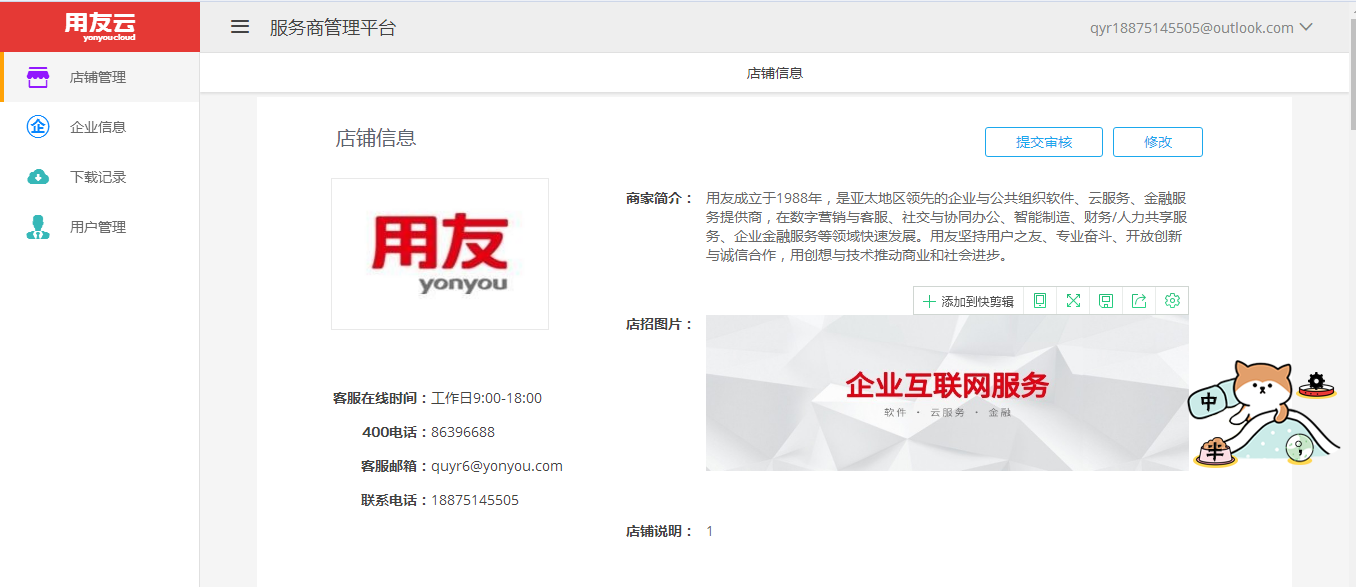 用友云
yonyoucloud
服务商管理平台
qyr18875145505@outlook.com
店铺管理
企业信息
下载记录
用户管理
店铺信息
店铺信息
提交审核
修改
用友
yonyou
商家简介：
用友成立于1988年，是亚太地区领先的企业与公共组织软件、云服务、金融服
务提供商，在数字营销与客服、社交与协同办公、智能制造、财务/人力共享服
务、企业金融服务等领域快速发展。用友坚持用户之友、专业奋斗、开放创新
与诚信合作，用创想与技术推动商业和社会进步。
添加到快剪辑
店招图片：
企业互联网服务
软件 · 云服务 · 金融
客服在线时间：工作日9:00-18:00
400电话：86396688
客服邮箱：quyr6@yonyou.com
联系电话：18875145505
店铺说明：
1
中
半
；